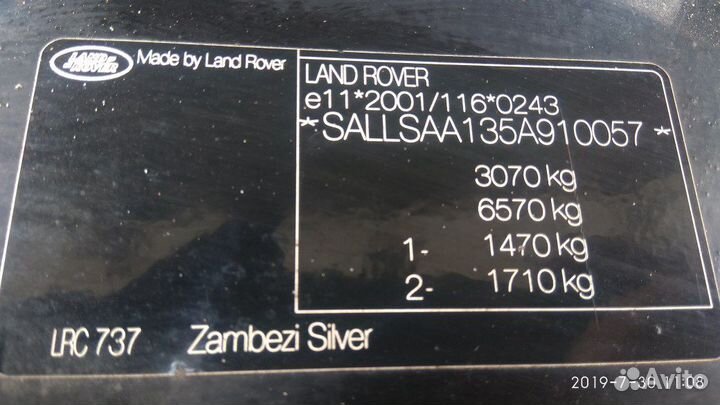 LAND
ROVER
Made by Land Rover
LAND ROVER
e11*2001/116*0243
*SALLSAA135A910057*
3070 kg
6570 kg
1- 1470 kg
2- 1710 kg
LRC 737 Zambezi Silver
2019-7-30 11:08
Avito